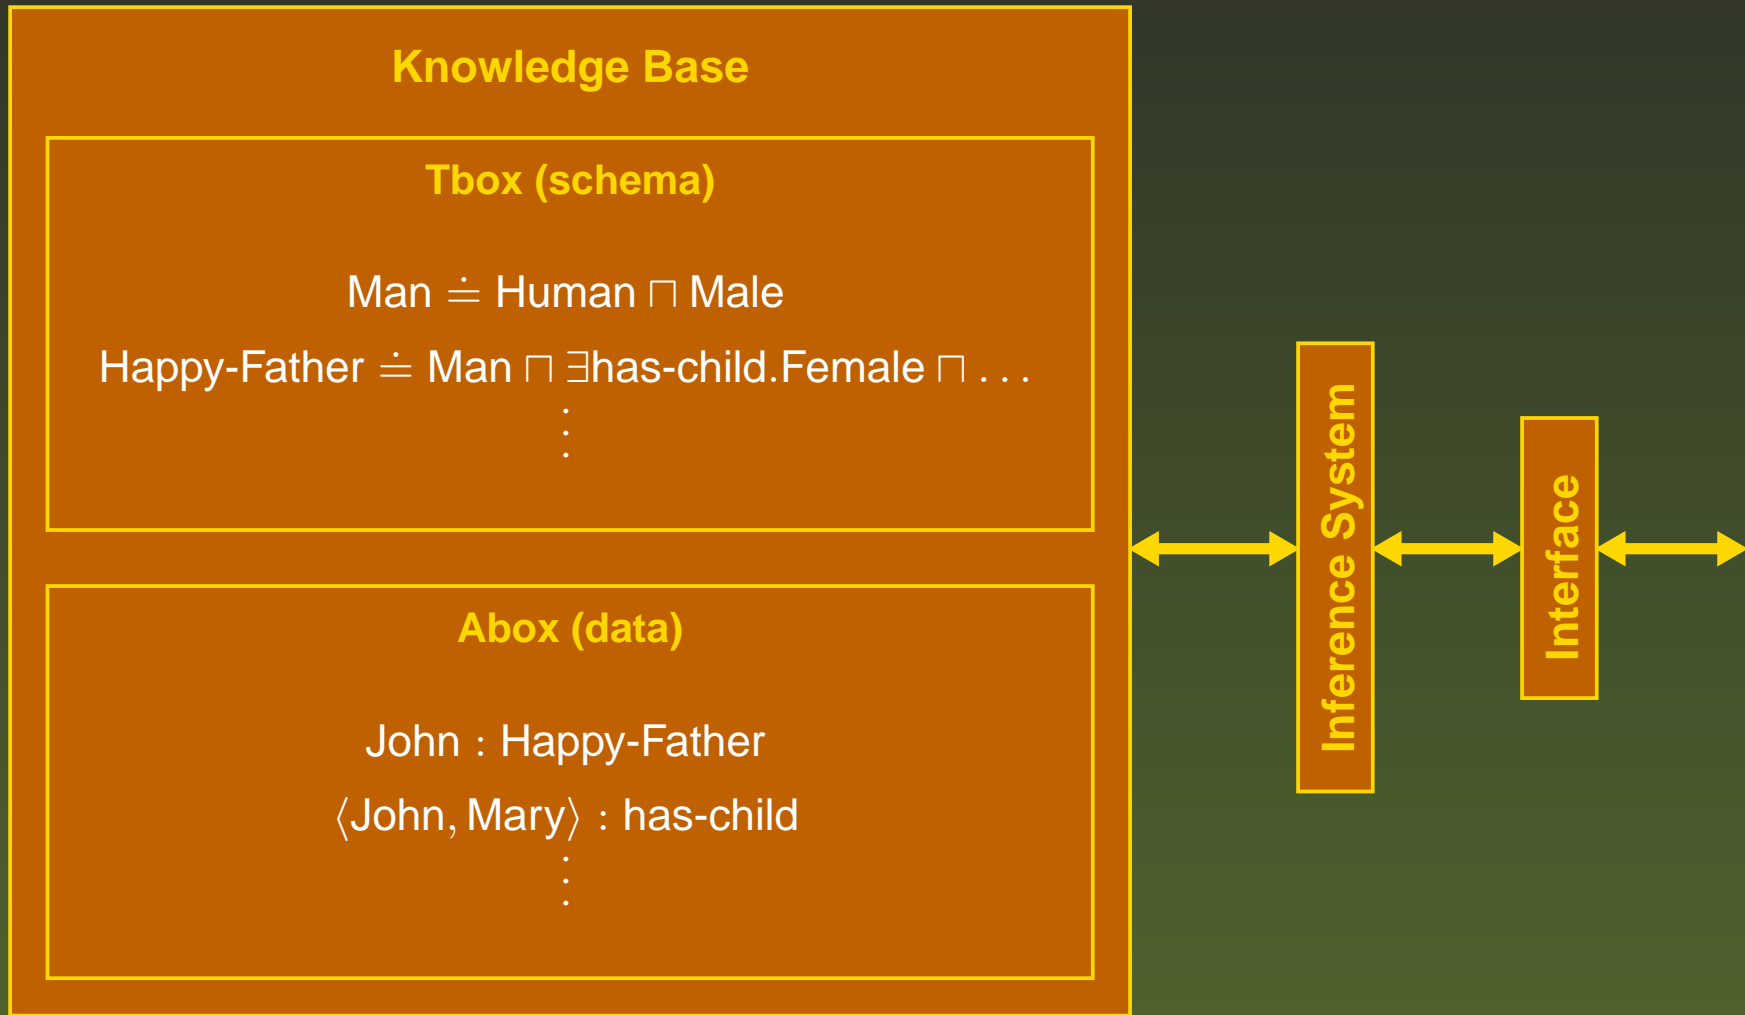 Knowledge Base
Tbox (schema)
Man ≐ Human ⊓ Male
Happy-Father ≐ Man ⊓ ∃has-child.Female ⊓ . . .
⋮
Abox (data)
John : Happy-Father
⟨John, Mary⟩ : has-child
⋮
Inference System
Interface